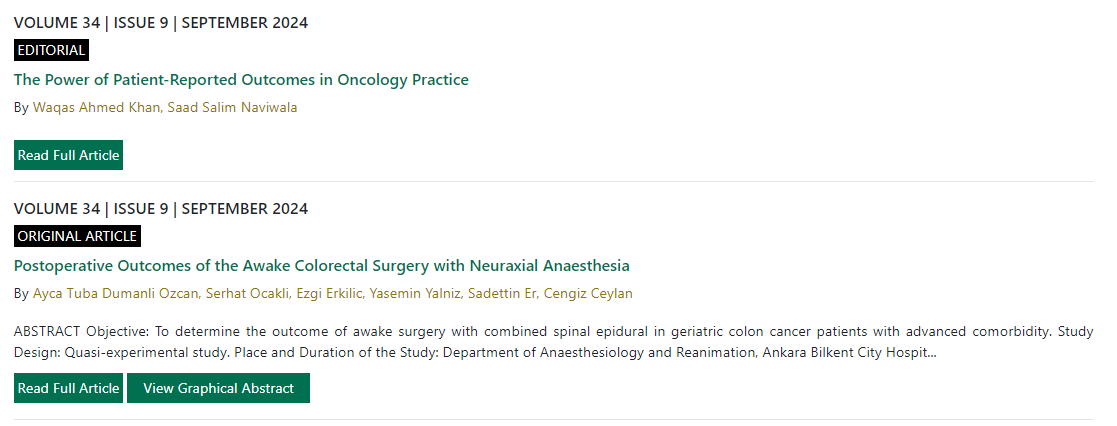 VOLUME 34 | ISSUE 9 | SEPTEMBER 2024
EDITORIAL
The Power of Patient-Reported Outcomes in Oncology Practice
By Waqas Ahmed Khan, Saad Salim Naviwala
Read Full Article
VOLUME 34 | ISSUE 9 | SEPTEMBER 2024
ORIGINAL ARTICLE
Postoperative Outcomes of the Awake Colorectal Surgery with Neuraxial Anaesthesia
By Ayca Tuba Dumanli Ozcan, Serhat Ocakli, Ezgi Erkilic, Yasemin Yalniz, Sadettin Er, Cengiz Ceylan
ABSTRACT Objective: To determine the outcome of awake surgery with combined spinal epidural in geriatric colon cancer patients with advanced comorbidity. Study
Design: Quasi-experimental study. Place and Duration of the Study: Department of Anaesthesiology and Reanimation, Ankara Bilkent City Hospit...
Read Full Article View Graphical Abstract